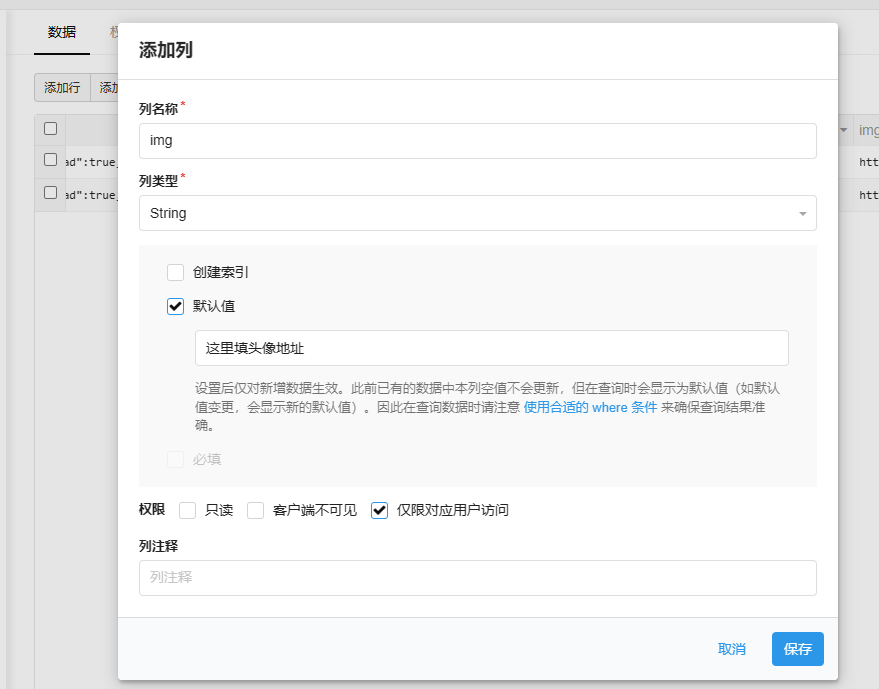 数据
添加列
添加行
列名称*
img
img
ad":true,
htt
列类型*
ad":true,
htt
String
创建索引
默认值
这里填头像地址
设置后仅对新增数据生效。此前已有的数据中本列空值不会更新，但在查询时会显示为默认值（如默认
值变更，会显示新的默认值）。因此在查询数据时请注意 使用合适的 where 条件 来确保查询结果准
确。
必填
权限 只读 客户端不可见 仅限对应用户访问
列注释
列注释
取消 保存